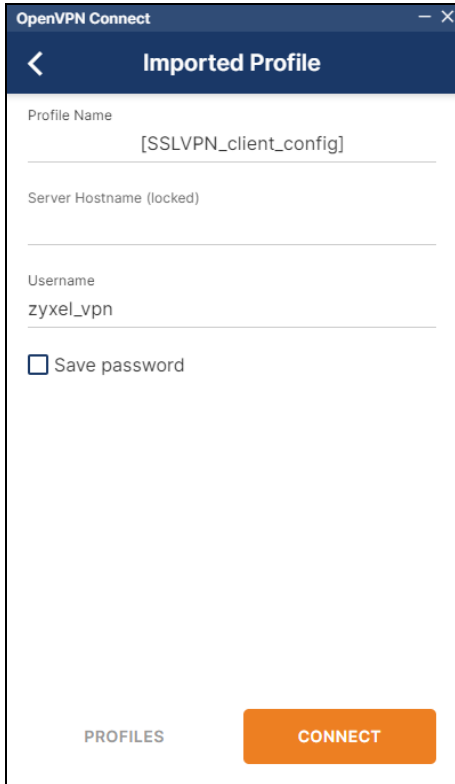 OpenVPN Connect
Imported Profile
Profile Name
[SSLVPN_client_config]
Server Hostname (locked)
Username
zyxel_vpn
Save password
PROFILES CONNECT